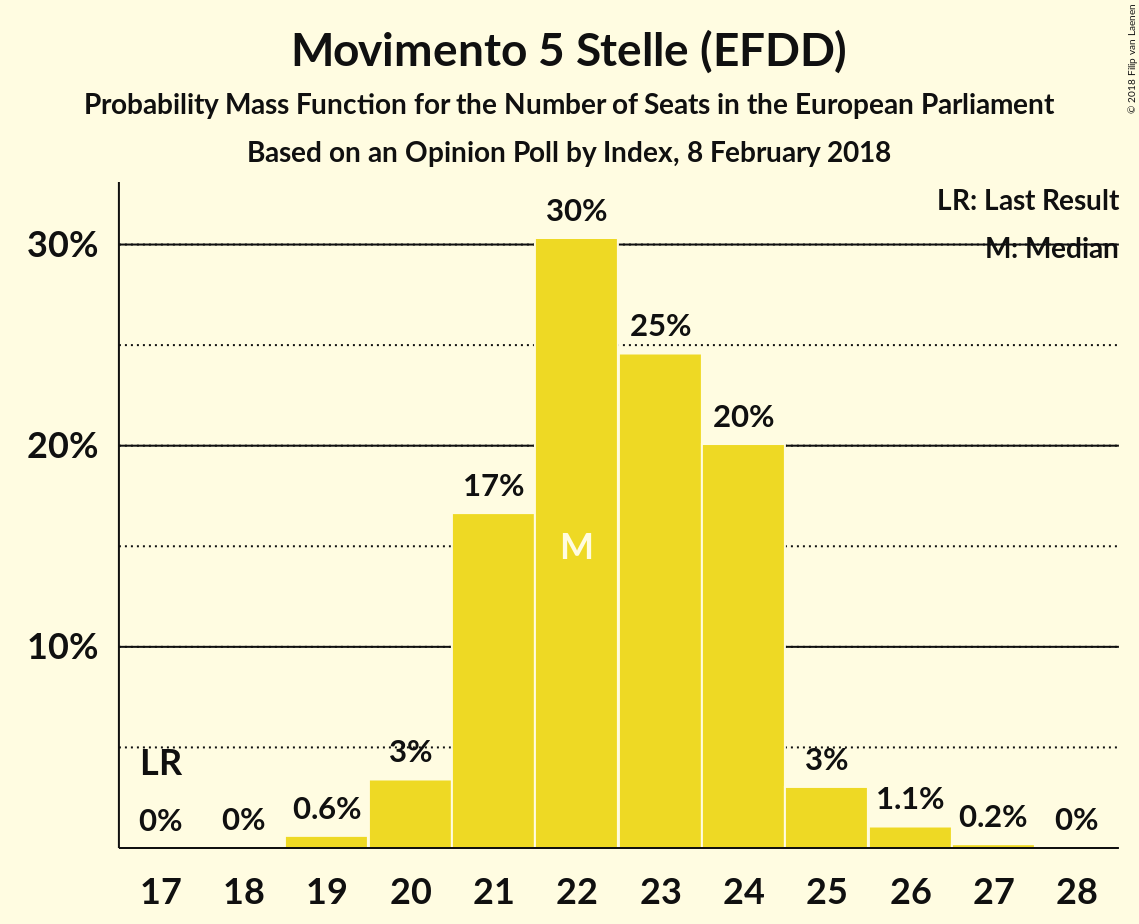 Movimento 5 Stelle (EFDD)
Probability Mass Function for the Number of Seats in the European Parliament
Based on an Opinion Poll by Index, 8 February 2018
© 2018 Filip van Laenen
LR: Last Result
M: Median
30%
20%
10%
LR
0%
0%
0.6%
3%
17%
30%
M
25%
20%
3%
1.1%
0.2%
0%
17 18 19 20 21 22 23 24 25 26 27 28